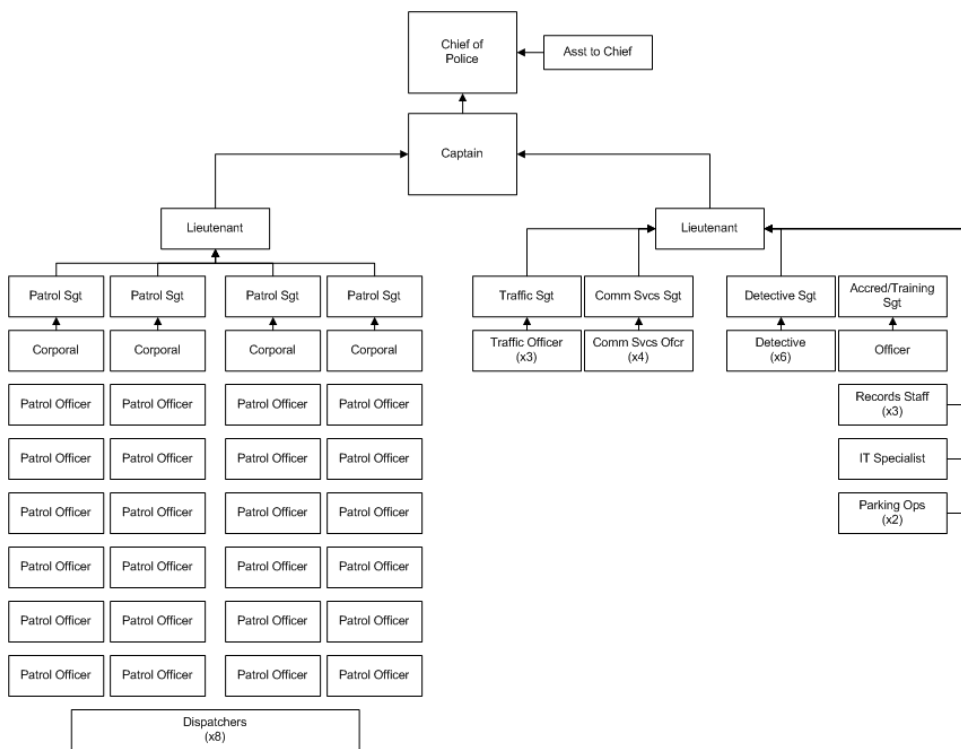 Chief of
Police
Asst to Chief
Captain
Lieutenant
Lieutenant
Patrol Sgt
Patrol Sgt
Patrol Sgt
Patrol Sgt
Traffic Sgt
Comm Svcs Sgt
Detective Sgt
Accred/Training
Sgt
Corporal
Corporal
Corporal
Corporal
Traffic Officer
(x3)
Comm Svcs Ofcr
(x4)
Detective
(x6)
Officer
Patrol Officer
Patrol Officer
Patrol Officer
Patrol Officer
Records Staff
(x3)
Patrol Officer
Patrol Officer
Patrol Officer
Patrol Officer
IT Specialist
Patrol Officer
Patrol Officer
Patrol Officer
Patrol Officer
Parking Ops
(x2)
Patrol Officer
Patrol Officer
Patrol Officer
Patrol Officer
Patrol Officer
Patrol Officer
Patrol Officer
Patrol Officer
Patrol Officer
Patrol Officer
Patrol Officer
Patrol Officer
Dispatchers
(x8)